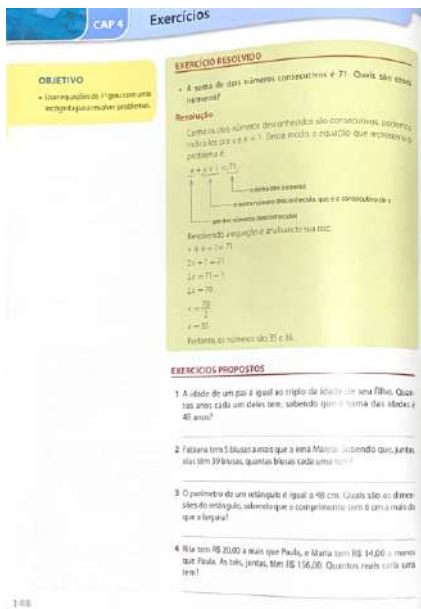 CAP 4
Exercícios
OBJETIVO
• Usar equações do 1º grau com uma
incógnita para resolver problemas.
EXERCÍCIO RESOLVIDO
• A soma de dois números consecutivos é 71. Quais são esses
números?
Resolução
Como os dois números desconhecidos são consecutivos, podemos
indicá-los por x e x + 1. Desse modo, a equação que representa o
problema é:
x + x + 1 = 71
a soma dos números
o outro número desconhecido, que é o consecutivo de x
um dos números desconhecidos
Resolvendo a equação e analisando sua raiz:
x + x + 1 = 71
2x + 1 = 71
2x = 71 − 1
2x = 70
x = 70/2
x = 35
Portanto, os números são 35 e 36.
EXERCÍCIOS PROPOSTOS
1 A idade de um pai é igual ao triplo da idade de seu filho. Quan-
tos anos cada um deles tem, sabendo que a soma das idades é
48 anos?
2 Fabiana tem 5 blusas a mais que a irmã Márcia. Sabendo que, juntas,
elas têm 39 blusas, quantas blusas cada uma tem?
3 O perímetro de um retângulo é igual a 48 cm. Quais são as dimen-
sões do retângulo, sabendo que o comprimento tem 6 cm a mais do
que a largura?
4 Rita tem R$ 20,00 a mais que Paula, e Maria tem R$ 14,00 a menos
que Paula. As três, juntas, têm R$ 156,00. Quantos reais cada uma
tem?
148